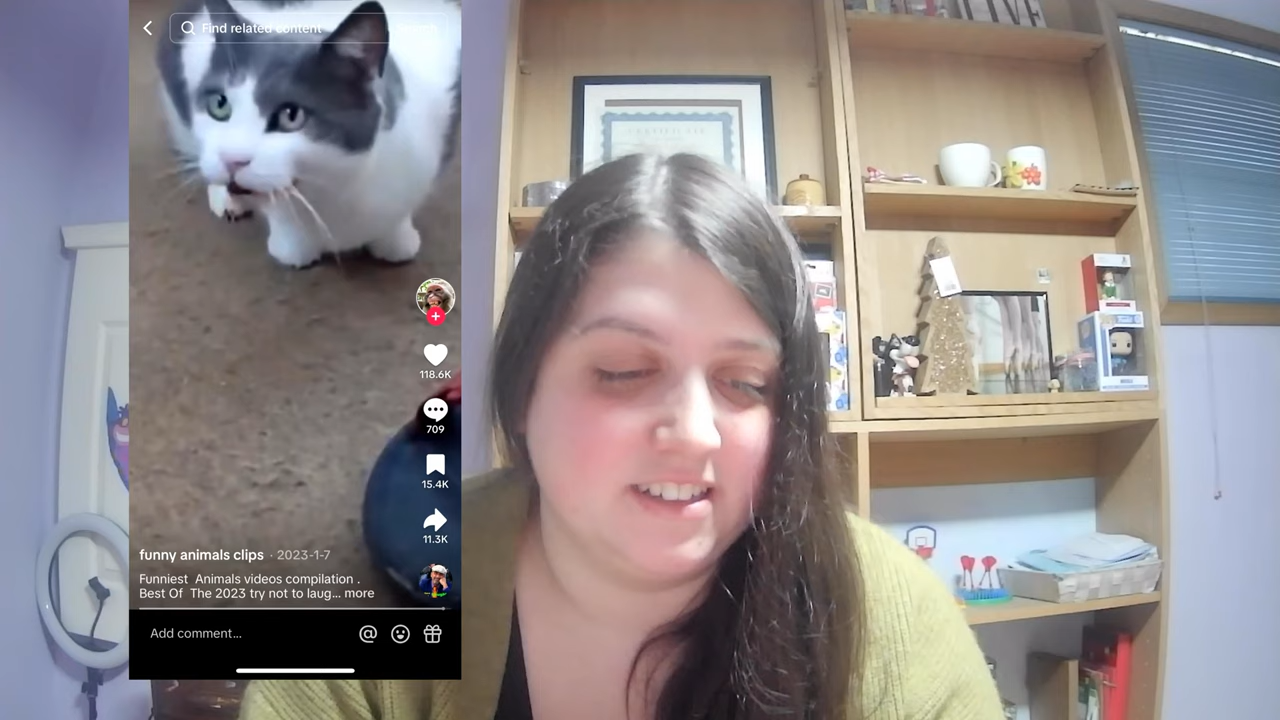 Find related content
118.6K
709
15.4K
11.3K
funny animals clips · 2023-1-7
Funniest Animals videos compilation .
Best Of The 2023 try not to laug... more
Add comment...
CERTIFICATE